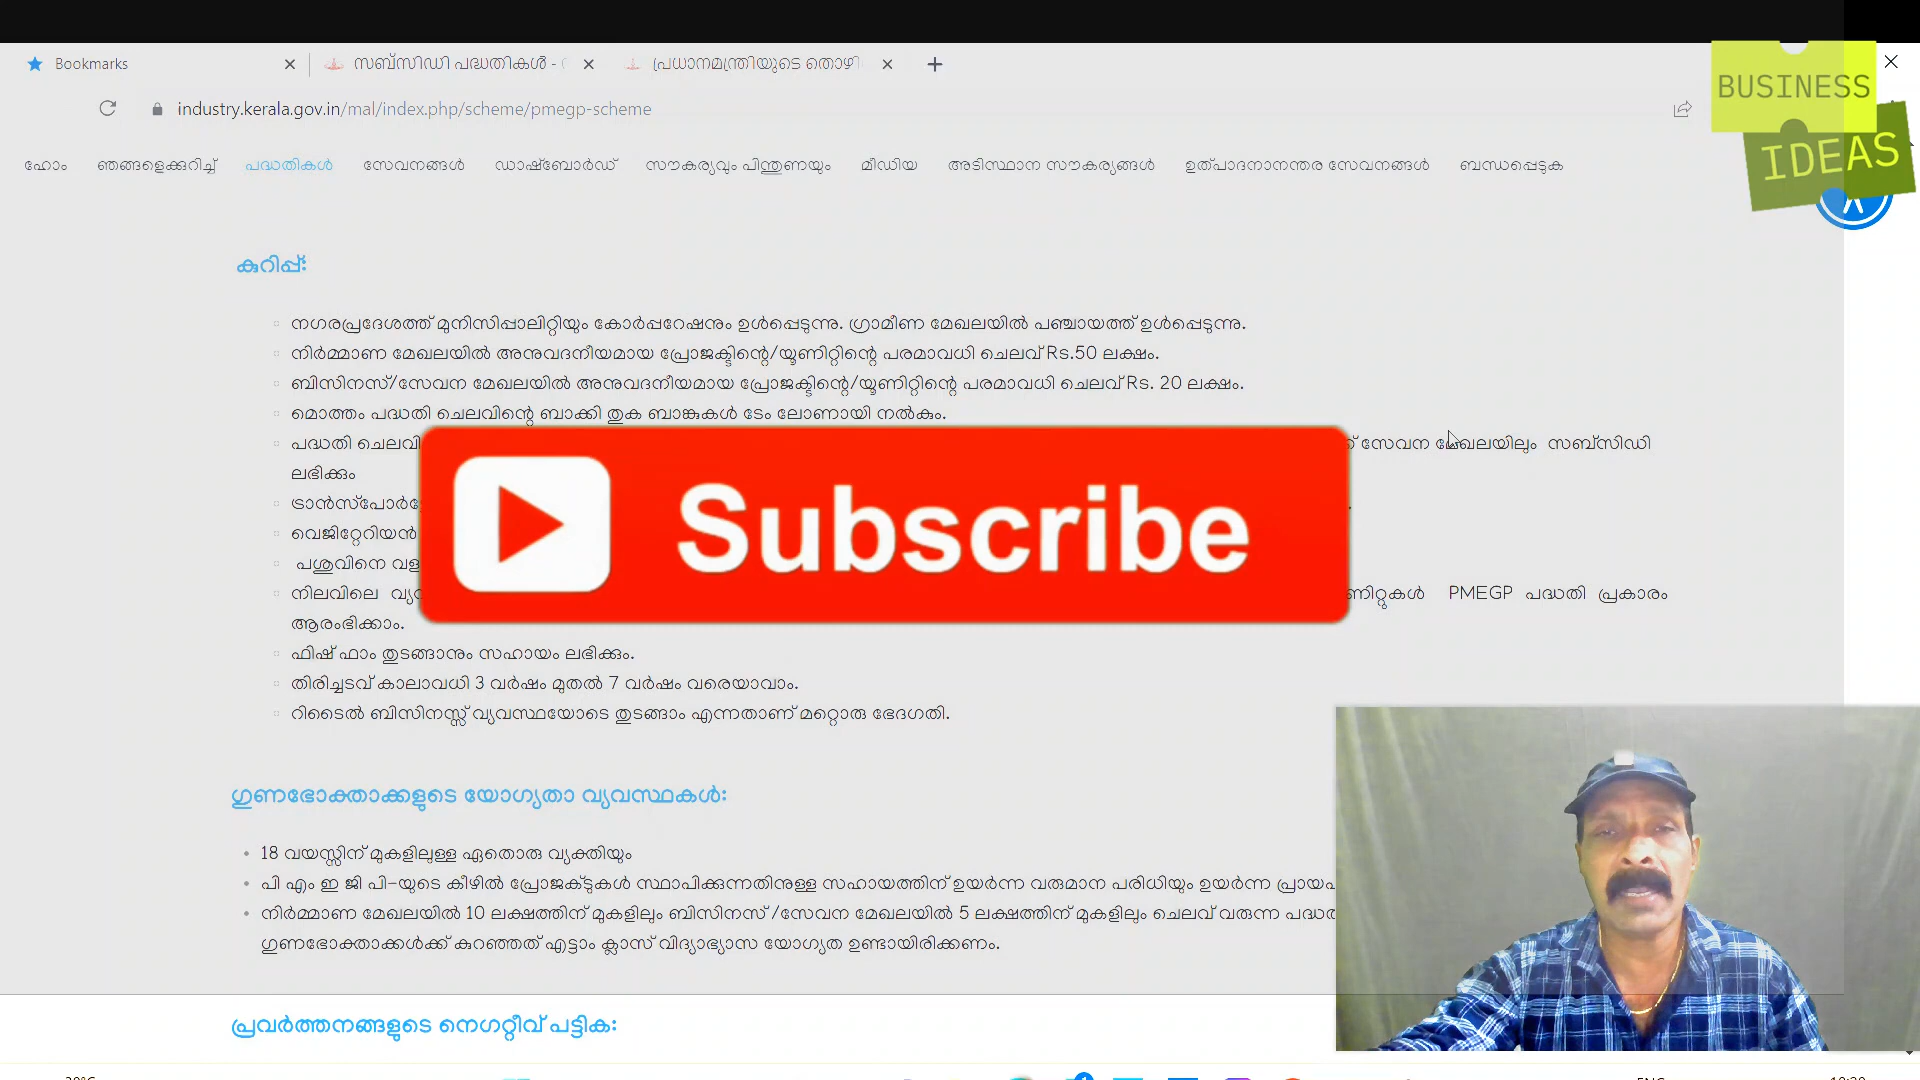 Bookmarks
സബ്സിഡി പദ്ധതികൾ -
പ്രധാനമന്ത്രിയുടെ തൊഴി
industry.kerala.gov.in/mal/index.php/scheme/pmegp-scheme
BUSINESS
IDEAS
ഹോം ഞങ്ങളെക്കുറിച്ച് പദ്ധതികൾ സേവനങ്ങൾ ഡാഷ്ബോർഡ് സൗകര്യവും പിന്തുണയും മീഡിയ അടിസ്ഥാന സൗകര്യങ്ങൾ ഉത്പാദനാനന്തര സേവനങ്ങൾ ബന്ധപ്പെടുക
കുറിപ്പ്:
നഗരപ്രദേശത്ത് മുനിസിപ്പാലിറ്റിയും കോർപ്പറേഷനും ഉൾപ്പെടുന്നു. ഗ്രാമീണ മേഖലയിൽ പഞ്ചായത്ത് ഉൾപ്പെടുന്നു.
നിർമ്മാണ മേഖലയിൽ അനുവദനീയമായ പ്രോജക്ടിന്റെ/യൂണിറ്റിന്റെ പരമാവധി ചെലവ് Rs.50 ലക്ഷം.
ബിസിനസ്/സേവന മേഖലയിൽ അനുവദനീയമായ പ്രോജക്ടിന്റെ/യൂണിറ്റിന്റെ പരമാവധി ചെലവ് Rs. 20 ലക്ഷം.
മൊത്തം പദ്ധതി ചെലവിന്റെ ബാക്കി തുക ബാങ്കുകൾ ടേം ലോണായി നൽകും.
പദ്ധതി ചെലവി സേവന മേഖലയിലും സബ്സിഡി
ലഭിക്കും
ട്രാൻസ്പോർട്ടേ
വെജിറ്റേറിയൻ
പശുവിനെ വള
നിലവിലെ PMEGP പദ്ധതി പ്രകാരം
ആരംഭിക്കാം.
Subscribe
ഫിഷ് ഫാം തുടങ്ങാനും സഹായം ലഭിക്കും.
തിരിച്ചടവ് കാലാവധി 3 വർഷം മുതൽ 7 വർഷം വരെയാവാം.
റിടൈൽ ബിസിനസ്സ് വ്യവസ്ഥയോടെ തുടങ്ങാം എന്നതാണ് മറ്റൊരു ഭേദഗതി.
ഗുണഭോക്താക്കളുടെ യോഗ്യതാ വ്യവസ്ഥകൾ:
18 വയസ്സിന് മുകളിലുള്ള ഏതൊരു വ്യക്തിയും
പി എം ഇ ജി പി-യുടെ കീഴിൽ പ്രോജക്ടുകൾ സ്ഥാപിക്കുന്നതിനുള്ള സഹായത്തിന് ഉയർന്ന വരുമാന പരിധിയും ഉയർന്ന പ്രായപ
നിർമ്മാണ മേഖലയിൽ 10 ലക്ഷത്തിന് മുകളിലും ബിസിനസ് /സേവന മേഖലയിൽ 5 ലക്ഷത്തിന് മുകളിലും ചെലവ് വരുന്ന പദ്ധത
ഗുണഭോക്താക്കൾക്ക് കുറഞ്ഞത് എട്ടാം ക്ലാസ് വിദ്യാഭ്യാസ യോഗ്യത ഉണ്ടായിരിക്കണം.
പ്രവർത്തനങ്ങളുടെ നെഗറ്റീവ് പട്ടിക: